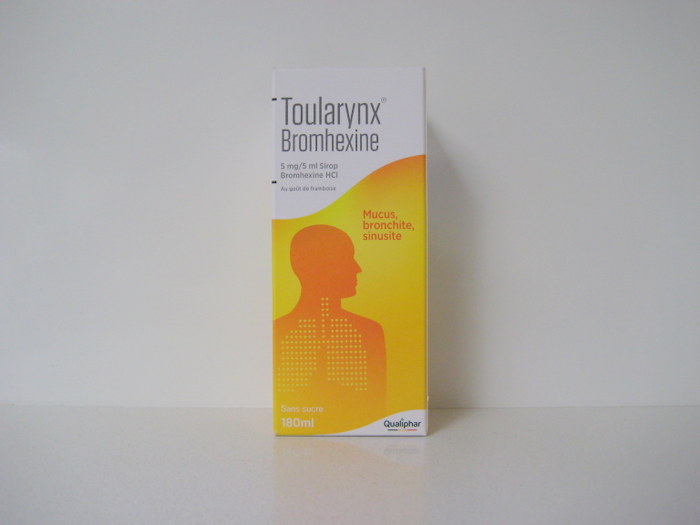 Toularynx®
Bromhexine
5 mg/5 ml Sirop
Bromhexine HCl
Au goût de framboise
Mucus,
bronchite,
sinusite
Sans sucre
180ml
Qualiphar